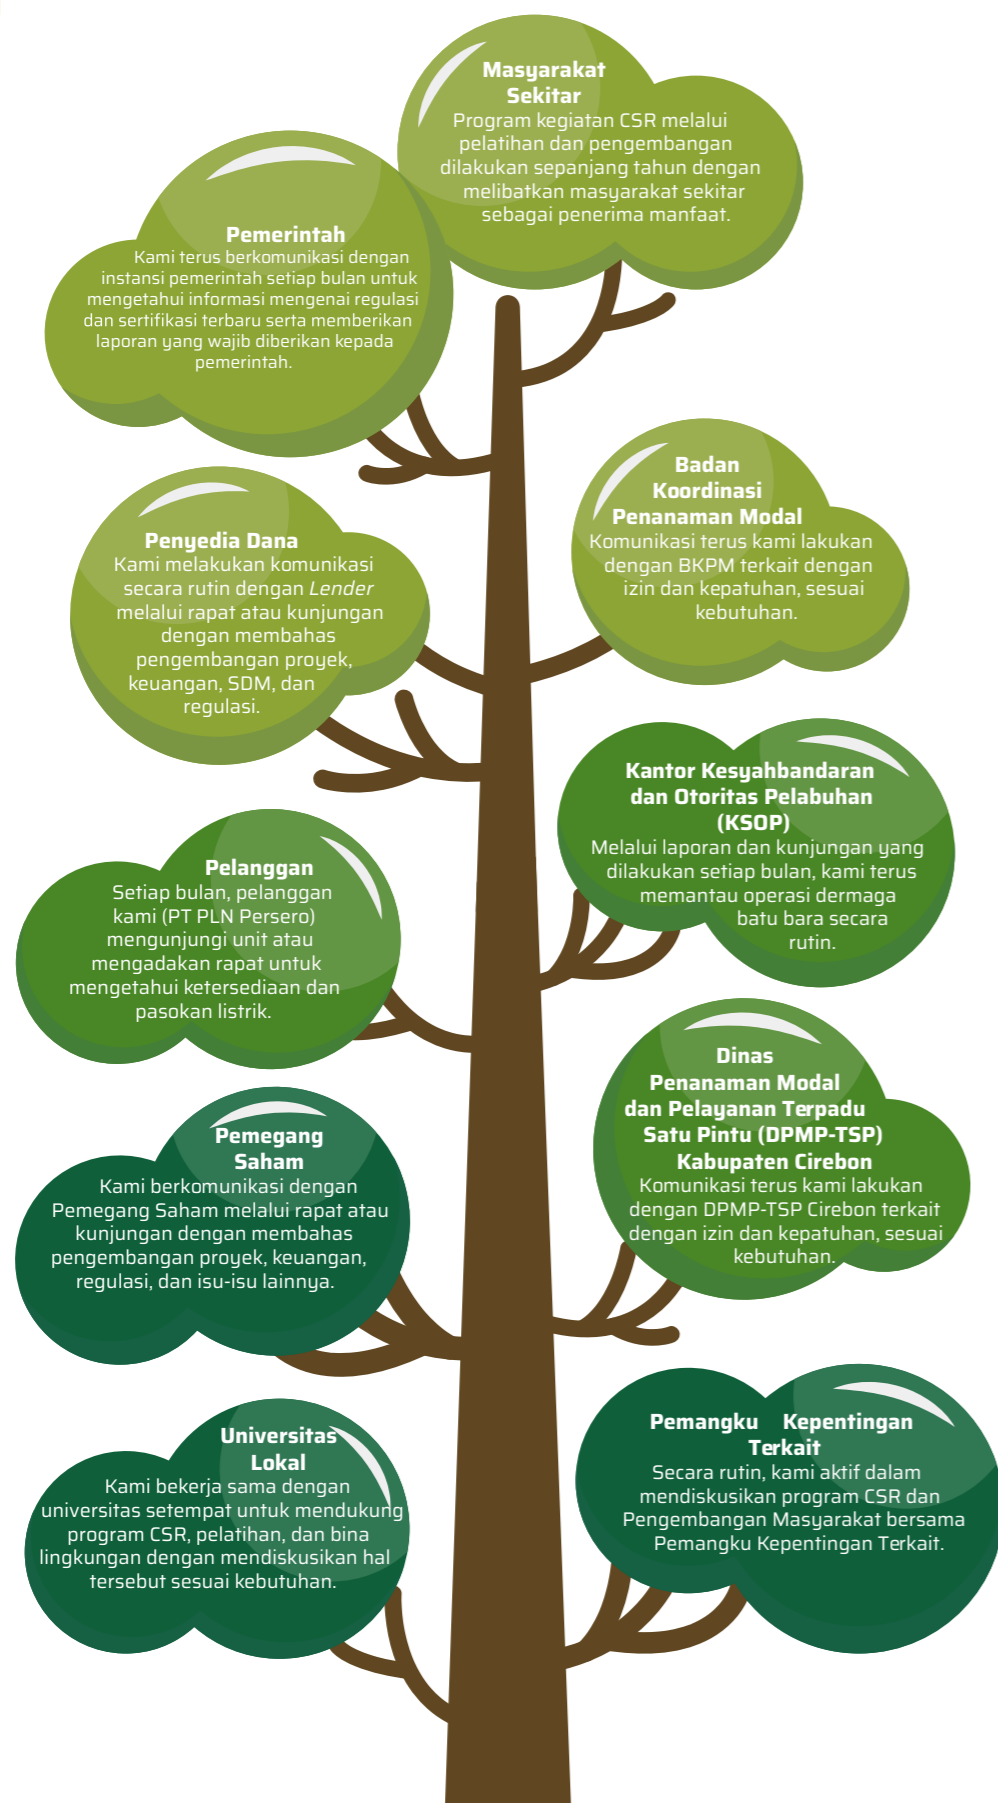 Masyarakat
Sekitar
Program kegiatan CSR melalui
pelatihan dan pengembangan
dilakukan sepanjang tahun dengan
melibatkan masyarakat sekitar
sebagai penerima manfaat.
Pemerintah
Kami terus berkomunikasi dengan
instansi pemerintah setiap bulan untuk
mengetahui informasi mengenai regulasi
dan sertifikasi terbaru serta memberikan
laporan yang wajib diberikan kepada
pemerintah.
Badan
Koordinasi
Penanaman Modal
Komunikasi terus kami lakukan
dengan BKPM terkait dengan
izin dan kepatuhan, sesuai
kebutuhan.
Penyedia Dana
Kami melakukan komunikasi
secara rutin dengan Lender
melalui rapat atau kunjungan
dengan membahas
pengembangan proyek,
keuangan, SDM, dan
regulasi.
Kantor Kesyahbandaran
dan Otoritas Pelabuhan
(KSOP)
Melalui laporan dan kunjungan yang
dilakukan setiap bulan, kami terus
memantau operasi dermaga
batu bara secara
rutin.
Pelanggan
Setiap bulan, pelanggan
kami (PT PLN Persero)
mengunjungi unit atau
mengadakan rapat untuk
mengetahui ketersediaan dan
pasokan listrik.
Dinas
Penanaman Modal
dan Pelayanan Terpadu
Satu Pintu (DPMP-TSP)
Kabupaten Cirebon
Komunikasi terus kami lakukan
dengan DPMP-TSP Cirebon terkait
dengan izin dan kepatuhan, sesuai
kebutuhan.
Pemegang
Saham
Kami berkomunikasi dengan
Pemegang Saham melalui rapat atau
kunjungan dengan membahas
pengembangan proyek, keuangan,
regulasi, dan isu-isu lainnya.
Universitas
Lokal
Kami bekerja sama dengan
universitas setempat untuk mendukung
program CSR, pelatihan, dan bina
lingkungan dengan mendiskusikan hal
tersebut sesuai kebutuhan.
Pemangku Kepentingan
Terkait
Secara rutin, kami aktif dalam
mendiskusikan program CSR dan
Pengembangan Masyarakat bersama
Pemangku Kepentingan Terkait.